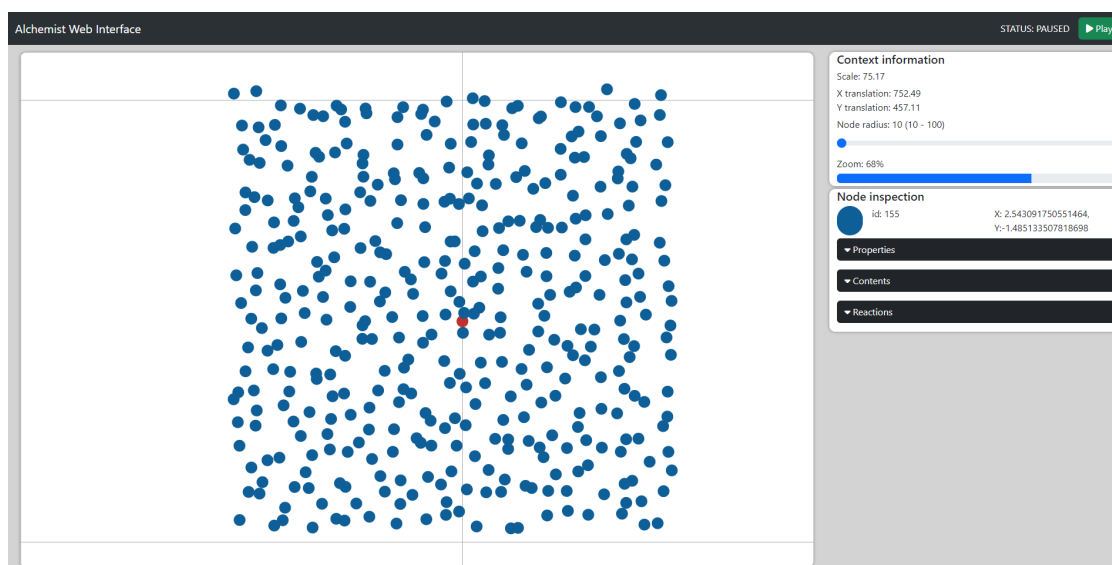 Alchemist Web Interface
STATUS: PAUSED
Play
Context information
Scale: 75.17
X translation: 752.49
Y translation: 457.11
Node radius: 10 (10 - 100)
Zoom: 68%
Node inspection
id: 155
X: 2.543091750551464,
Y:-1.485133507818698
Properties
Contents
Reactions